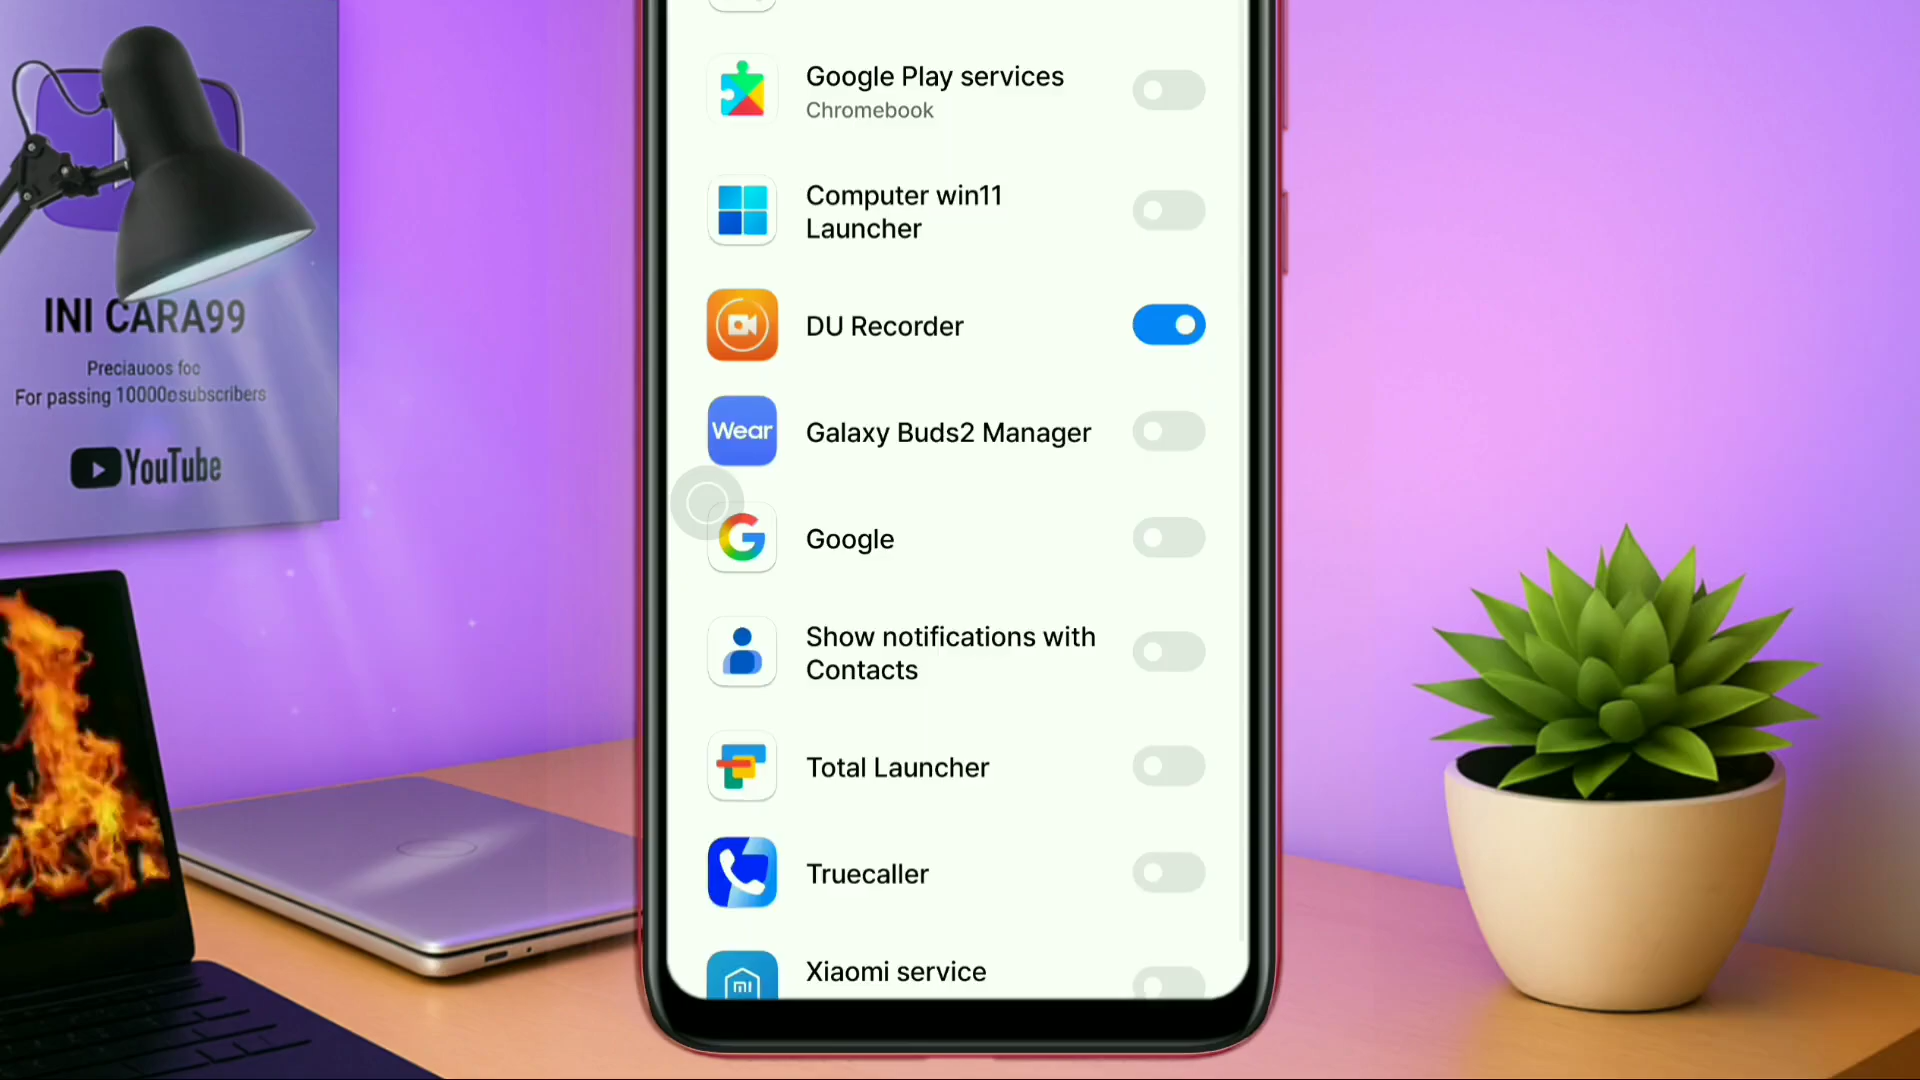 Google Play services
Chromebook
Computer win11
Launcher
DU Recorder
Wear
Galaxy Buds2 Manager
Google
Show notifications with
Contacts
Total Launcher
Truecaller
Xiaomi service
INI CARA99
Preciauoos foc
For passing 10000 subscribers
YouTube